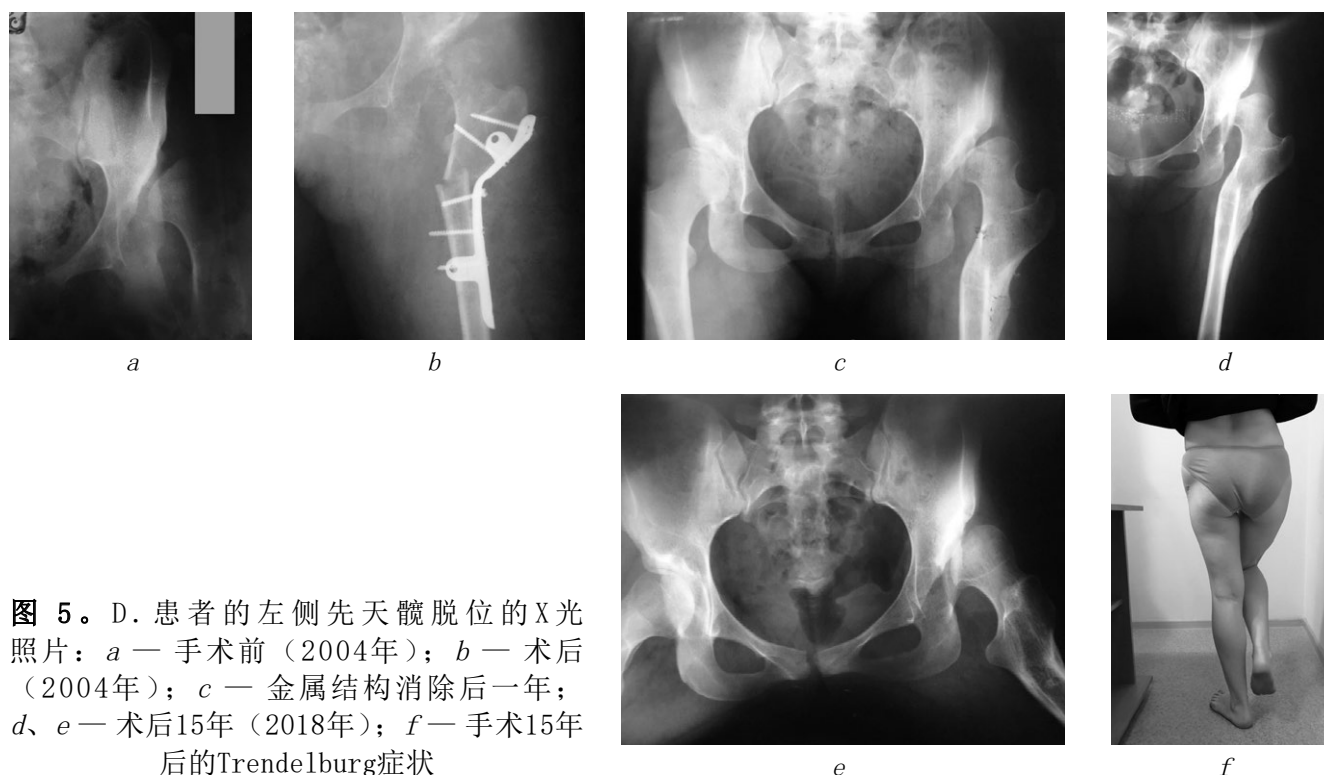 a
b
c
d
图 5。D.患者的左侧先天髋脱位的X光
照片：a — 手术前（2004年）；b — 术后
（2004年）；c — 金属结构消除后一年；
d、e — 术后15年（2018年）；f — 手术15年
后的Trendelburg症状
e
f